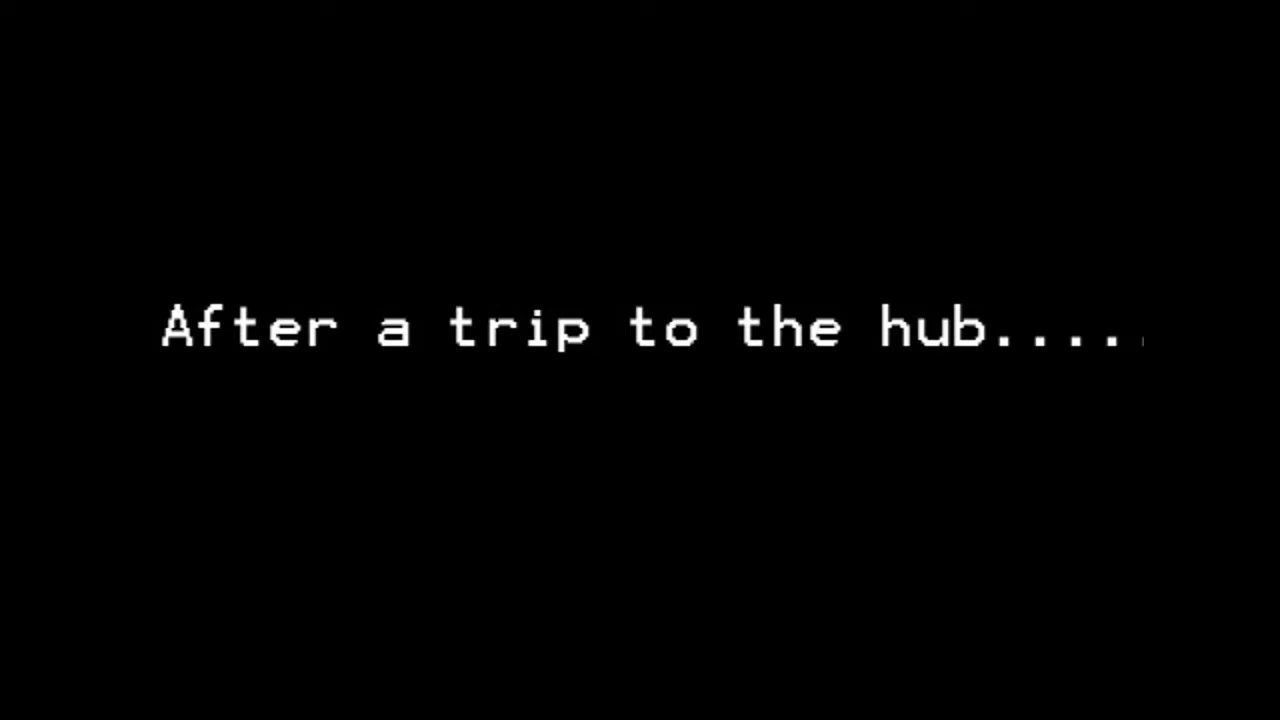 After a trip to the hub.....